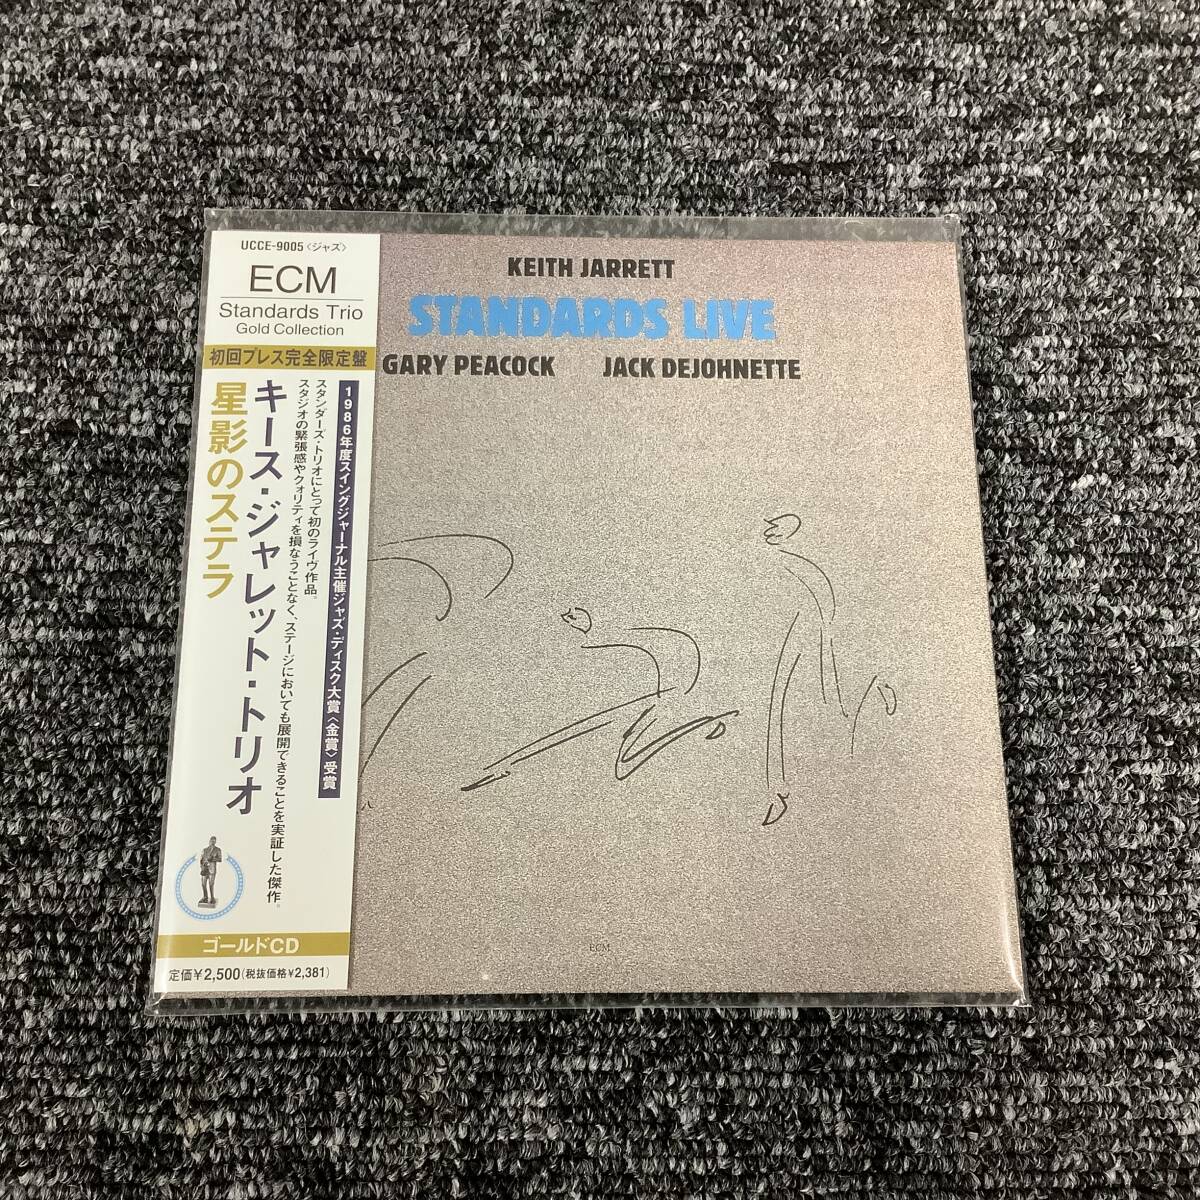 UCCE-9005〈ジャズ〉
ECM
Standards Trio
Gold Collection
初回プレス完全限定盤
1986年度スイングジャーナル主催ジャズ・ディスク大賞〈金賞〉受賞
スタンダーズ・トリオにとって初のライヴ作品。
スタジオの緊張感やクォリティを損なうことなく、ステージにおいても展開できることを実証した傑作。
キース・ジャレット・トリオ
星影のステラ
ゴールドCD
定価¥2,500(税抜価格¥2,381)
KEITH JARRETT
STANDARDS LIVE
GARY PEACOCK JACK DEJOHNETTE
ECM